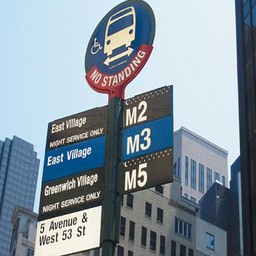 NO STANDING
East Village
NIGHT SERVICE ONLY
M2
East Village
M3
Greenwich Village
NIGHT SERVICE ONLY
M5
5 Avenue &
West 53 St